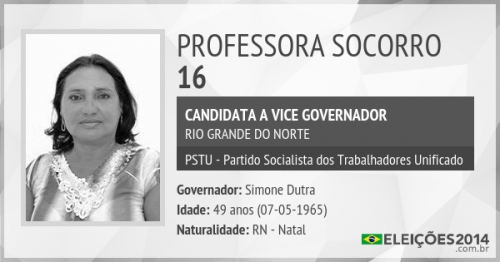 PROFESSORA SOCORRO
16
CANDIDATA A VICE GOVERNADOR
RIO GRANDE DO NORTE
PSTU - Partido Socialista dos Trabalhadores Unificado
Governador: Simone Dutra
Idade: 49 anos (07-05-1965)
Naturalidade: RN - Natal
ELEIÇÕES2014
.com.br